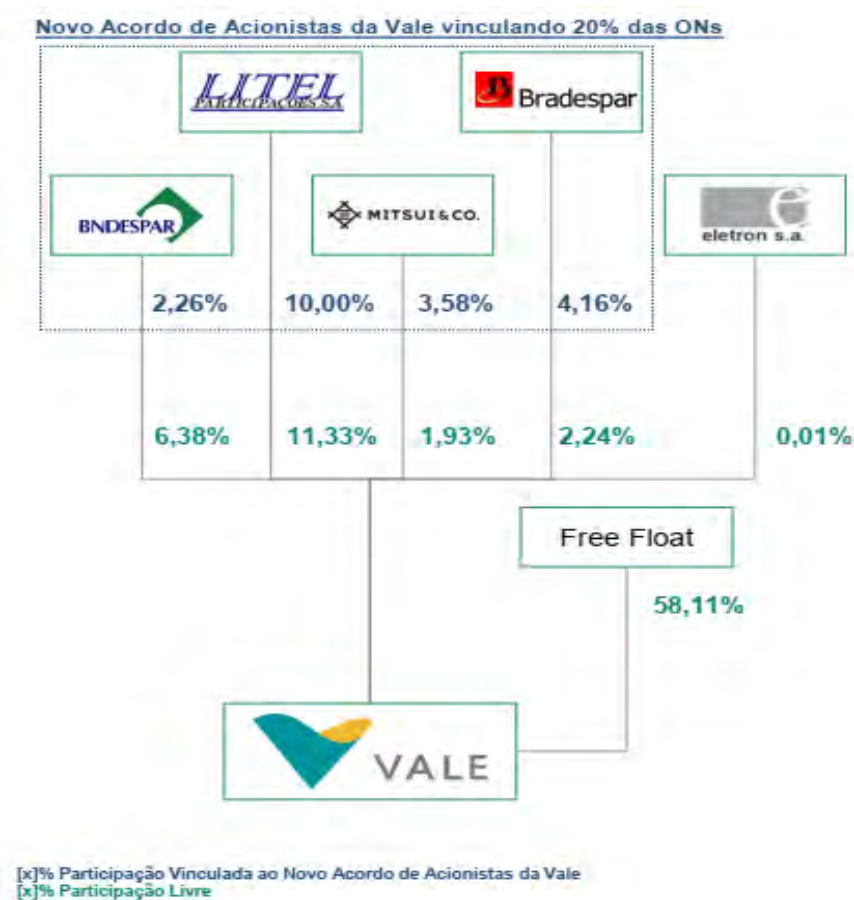 Novo Acordo de Acionistas da Vale vinculando 20% das ONs
LITEL
PARTICIPAÇÕES S.A
Bradespar
BNDESPAR
MITSUI & CO.
eletron s.a.
2,26% 10,00% 3,58% 4,16%
6,38% 11,33% 1,93% 2,24% 0,01%
Free Float
58,11%
VALE
[x]% Participação Vinculada ao Novo Acordo de Acionistas da Vale
[x]% Participação Livre